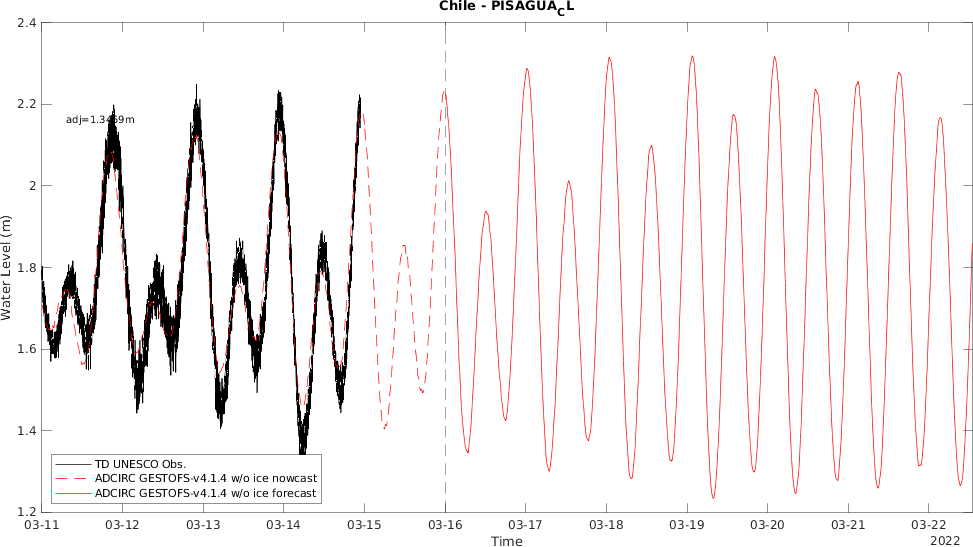 Chile - PISAGUA_CL
2.4
2.2
2
1.8
1.6
1.4
1.2
Water Level (m)
adj=1.3469m
TD UNESCO Obs.
ADCIRC GESTOFS-v4.1.4 w/o ice nowcast
ADCIRC GESTOFS-v4.1.4 w/o ice forecast
03-11
03-12
03-13
03-14
03-15
03-16
03-17
03-18
03-19
03-20
03-21
03-22
Time
2022